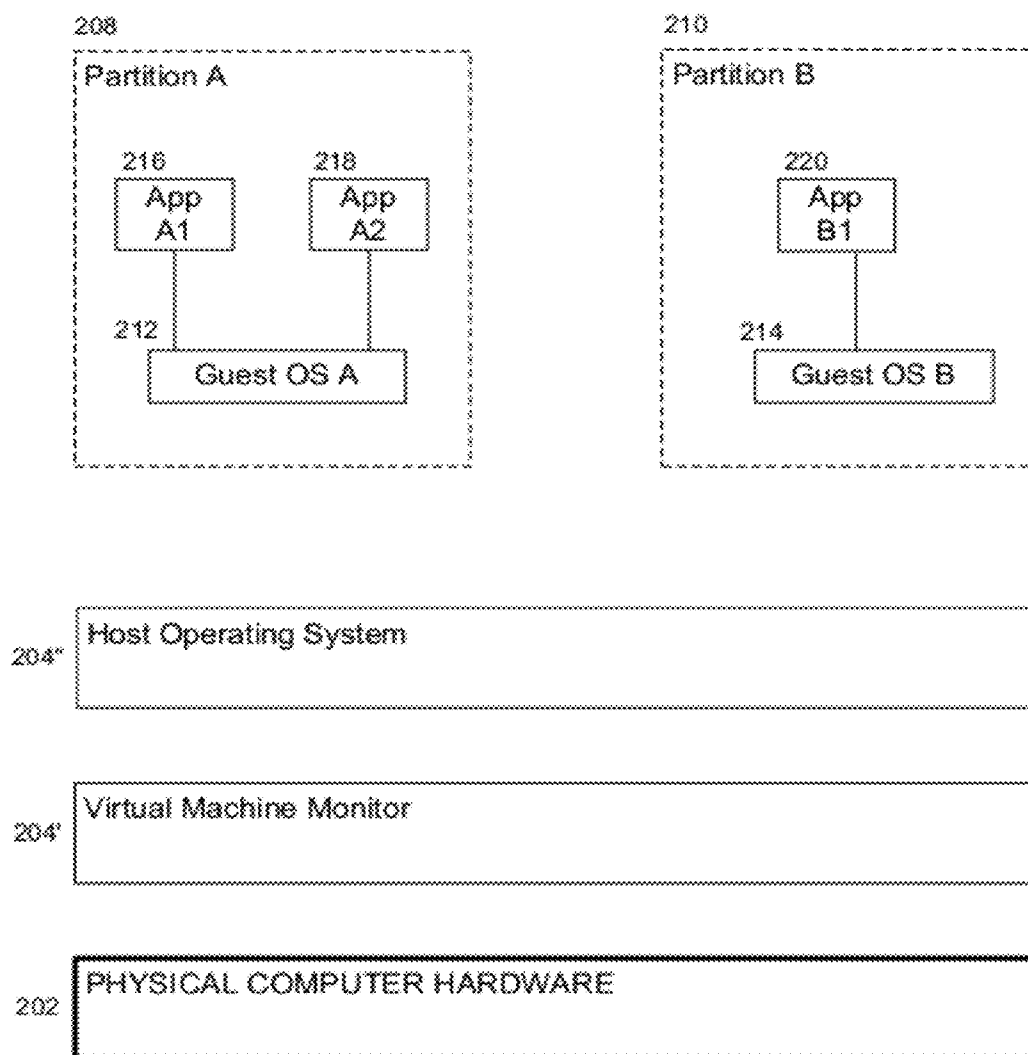 208
210
Partition A
Partition B
216
218
220
App
A1
App
A2
App
B1
212
214
Guest OS A
Guest OS B
Host Operating System
204"
Virtual Machine Monitor
204'
PHYSICAL COMPUTER HARDWARE
202